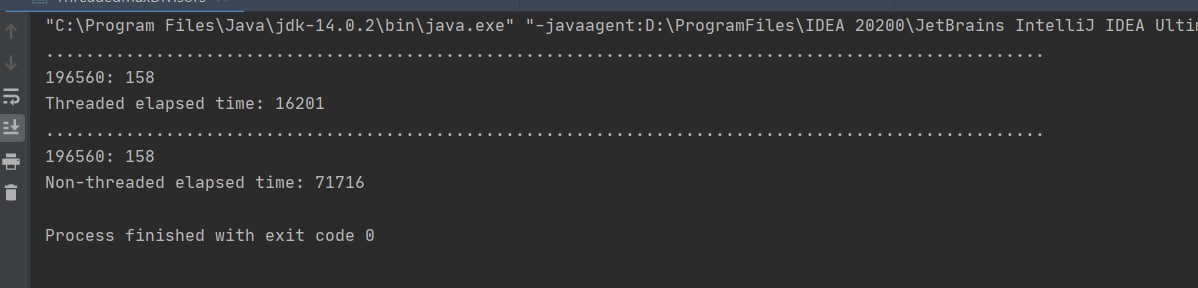 "C:\Program Files\Java\jdk-14.0.2\bin\java.exe" "-javaagent:D:\ProgramFiles\IDEA 20200\JetBrains IntelliJ IDEA Ultin
....................................................................................................
196560: 158
Threaded elapsed time: 16201
....................................................................................................
196560: 158
Non-threaded elapsed time: 71716
Process finished with exit code 0